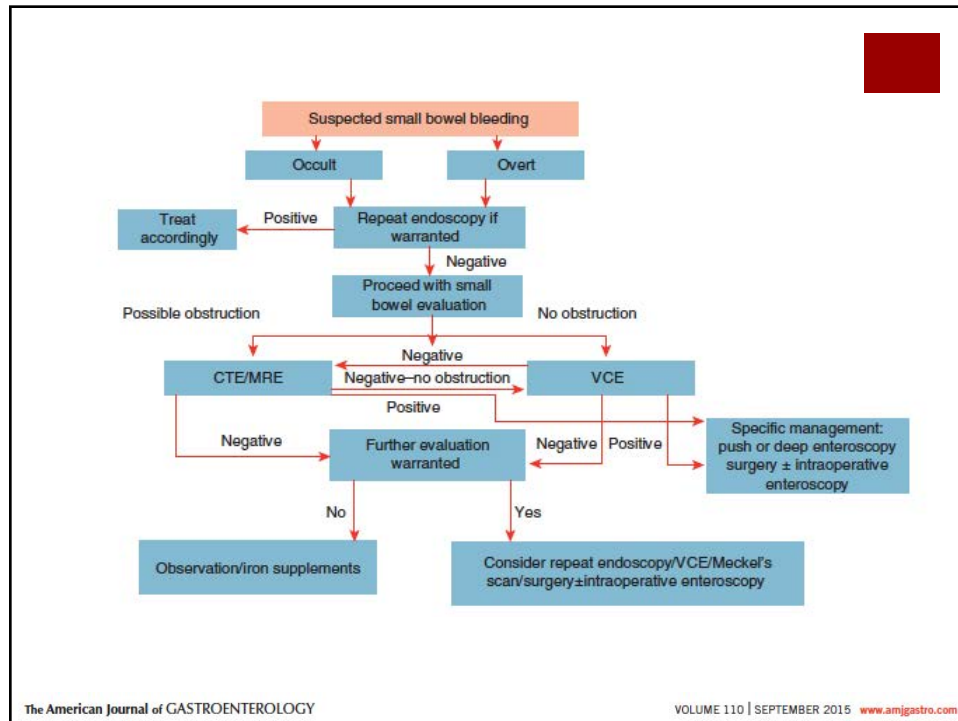 Suspected small bowel bleeding
Occult
Overt
Treat
accordingly
Positive
Repeat endoscopy if
warranted
Negative
Proceed with small
bowel evaluation
Possible obstruction
No obstruction
Negative
CTE/MRE
Negative–no obstruction
VCE
Positive
Negative
Further evaluation
warranted
Negative
Positive
Specific management:
push or deep enteroscopy
surgery ± intraoperative
enteroscopy
No
Yes
Observation/iron supplements
Consider repeat endoscopy/VCE/Meckel's
scan/surgery±intraoperative enteroscopy
The American Journal of GASTROENTEROLOGY
VOLUME 110 | SEPTEMBER 2015 www.amjgastro.com